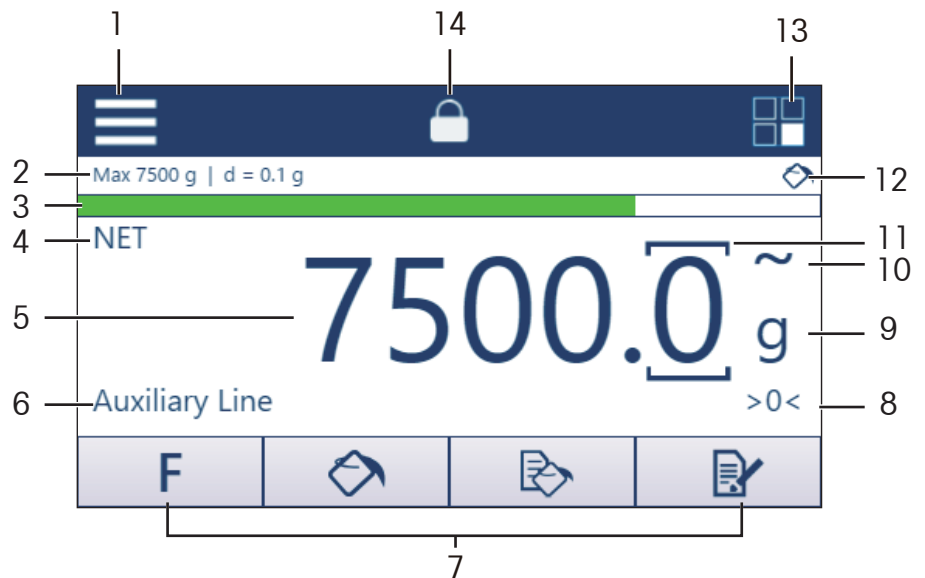 1 14 13
2 Max 7500 g | d = 0.1 g 12
3
4 NET 11
~ 10
5 7500.0 g 9
6 Auxiliary Line >0< 8
F
7